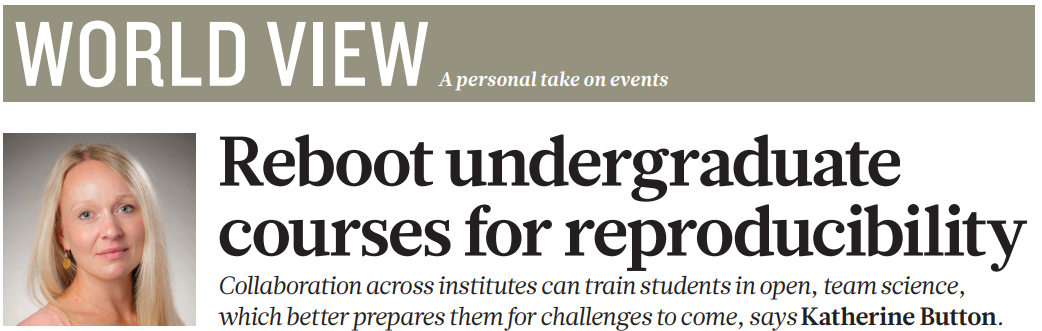 WORLD VIEW A personal take on events
Reboot undergraduate
courses for reproducibility
Collaboration across institutes can train students in open, team science,
which better prepares them for challenges to come, says Katherine Button.